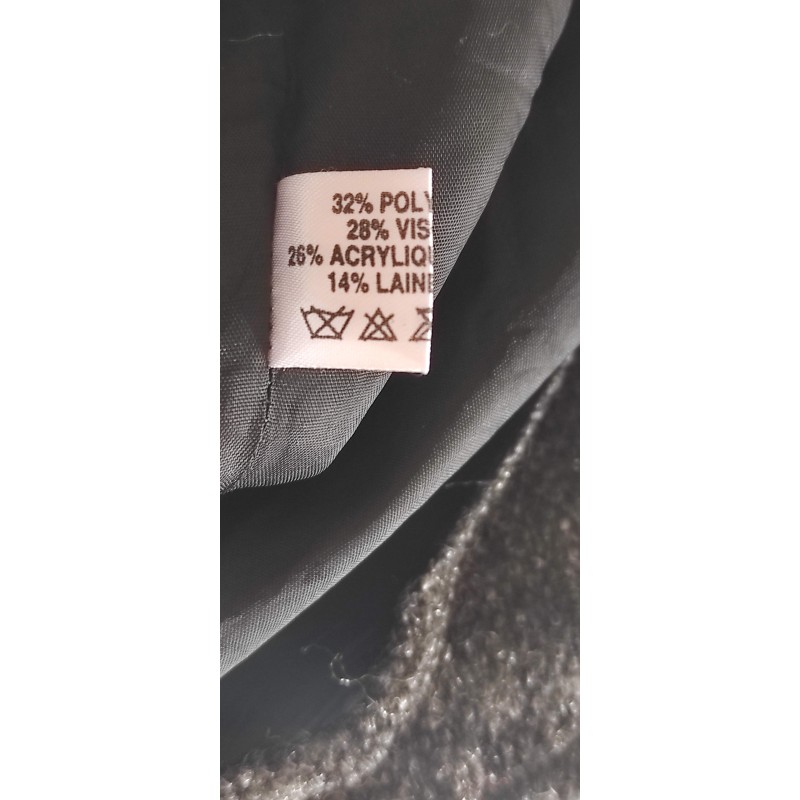 32% POLY
28% VIS
26% ACRYLIQU
14% LAINE